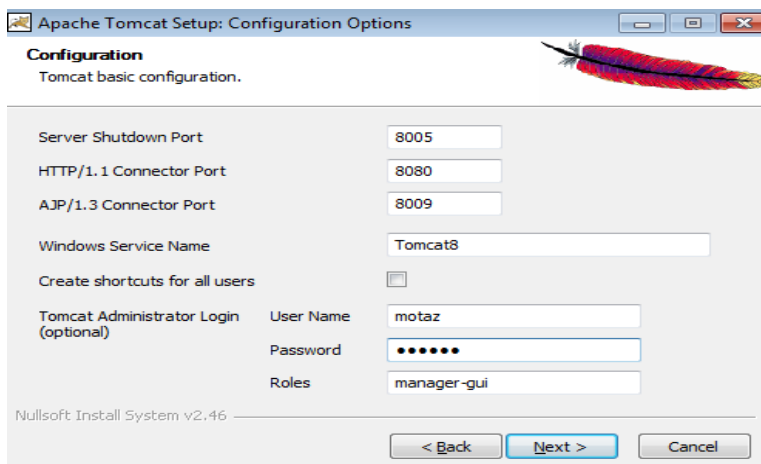 Apache Tomcat Setup: Configuration Options
Configuration
Tomcat basic configuration.
Server Shutdown Port 8005
HTTP/1.1 Connector Port 8080
AJP/1.3 Connector Port 8009
Windows Service Name Tomcat8
Create shortcuts for all users
Tomcat Administrator Login (optional) User Name motaz
Password ●●●●●●
Roles manager-gui
Nullsoft Install System v2.46
< Back Next > Cancel